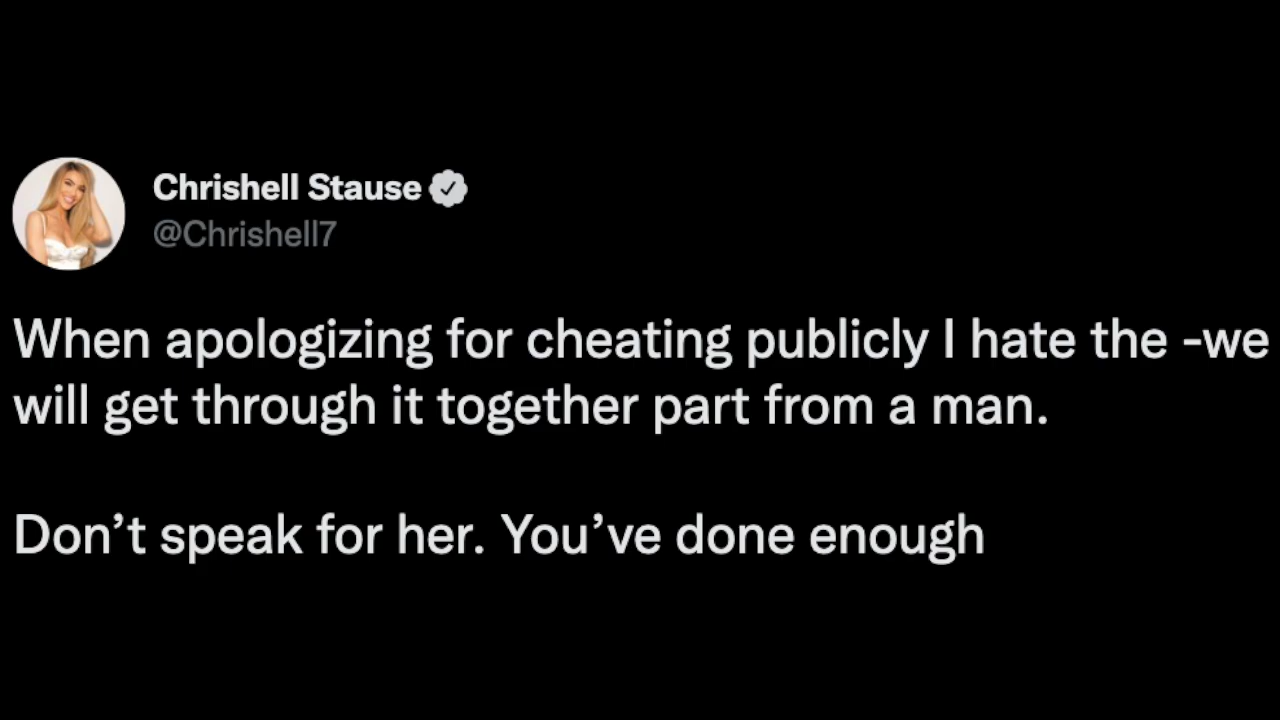 Chrishell Stause
@Chrishell7
When apologizing for cheating publicly I hate the -we
will get through it together part from a man.
Don’t speak for her. You’ve done enough